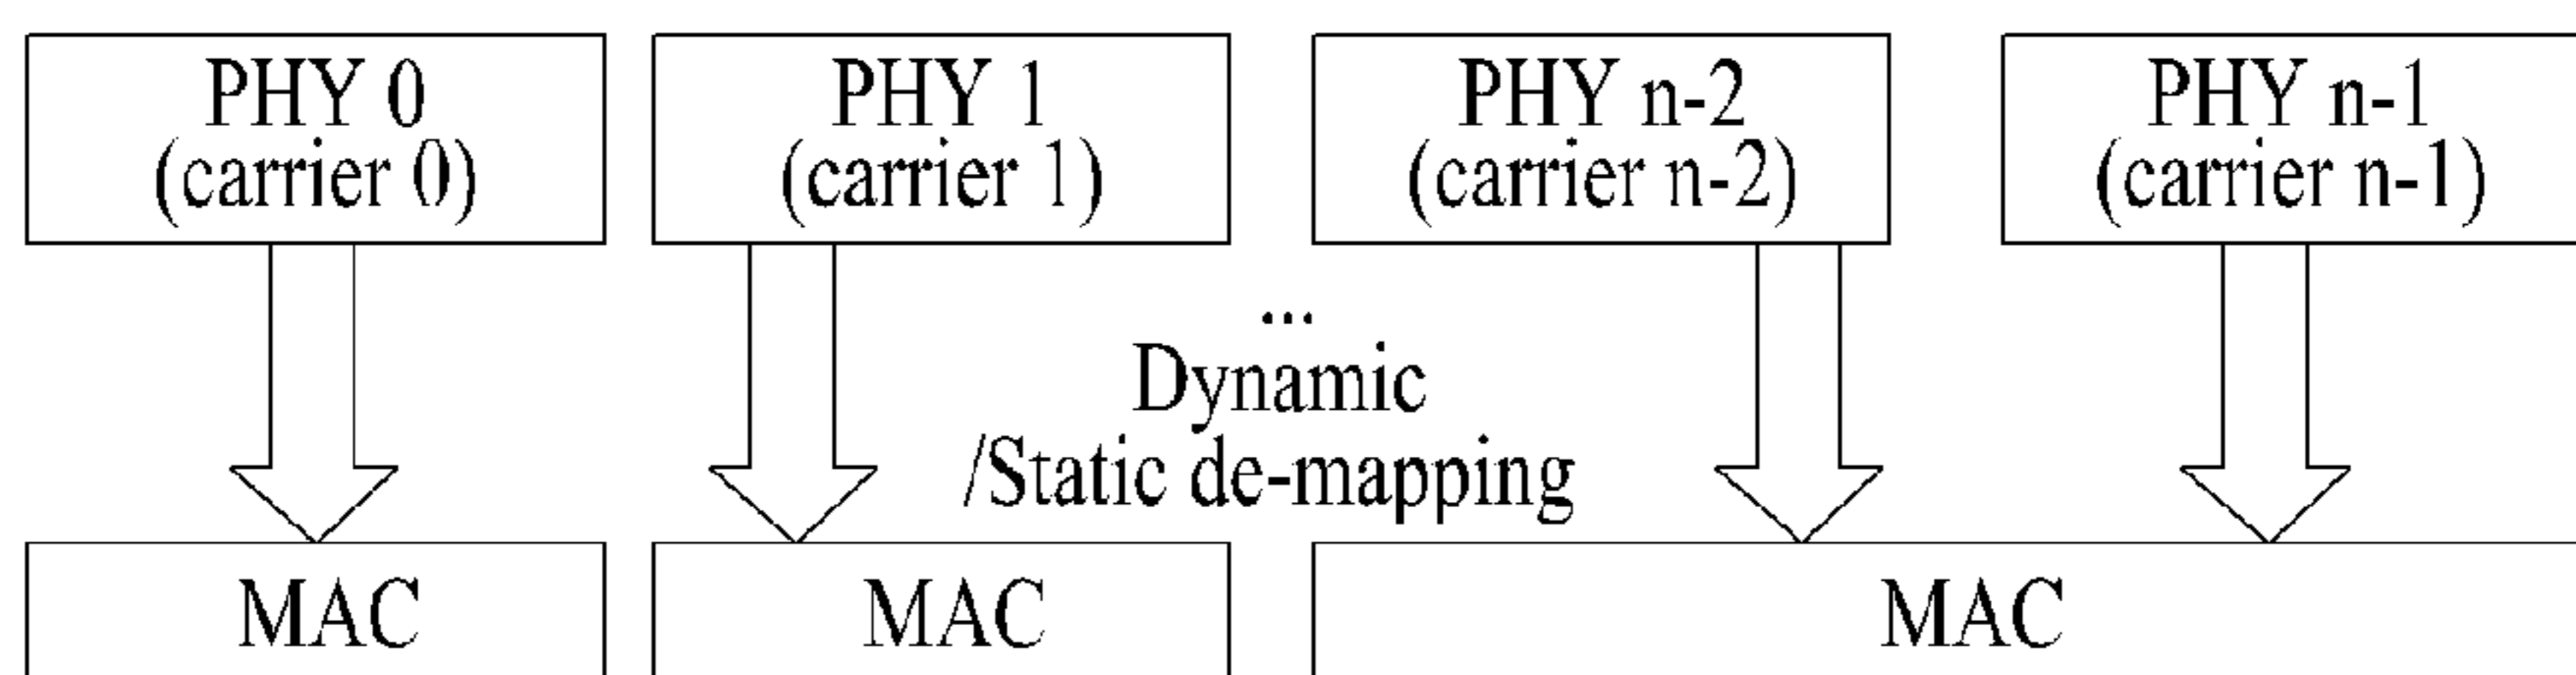 PHY 0
(carrier 0)
PHY 1
(carrier 1)
PHY n-2
(carrier n-2)
PHY n-1
(carrier n-1)
...
Dynamic
/Static de-mapping
MAC
MAC
MAC